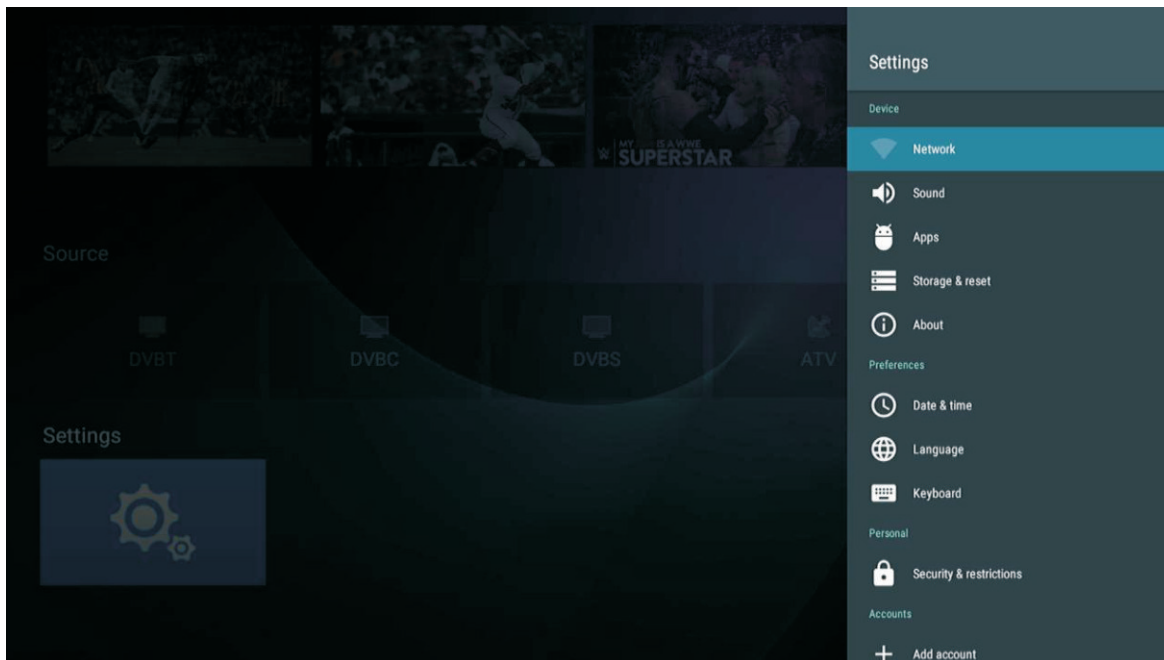 MY IS A WWE
SUPERSTAR
Source
DVBT
DVBC
DVBS
ATV
Settings
Settings
Device
Network
Sound
Apps
Storage & reset
About
Preferences
Date & time
Language
Keyboard
Personal
Security & restrictions
Accounts
Add account